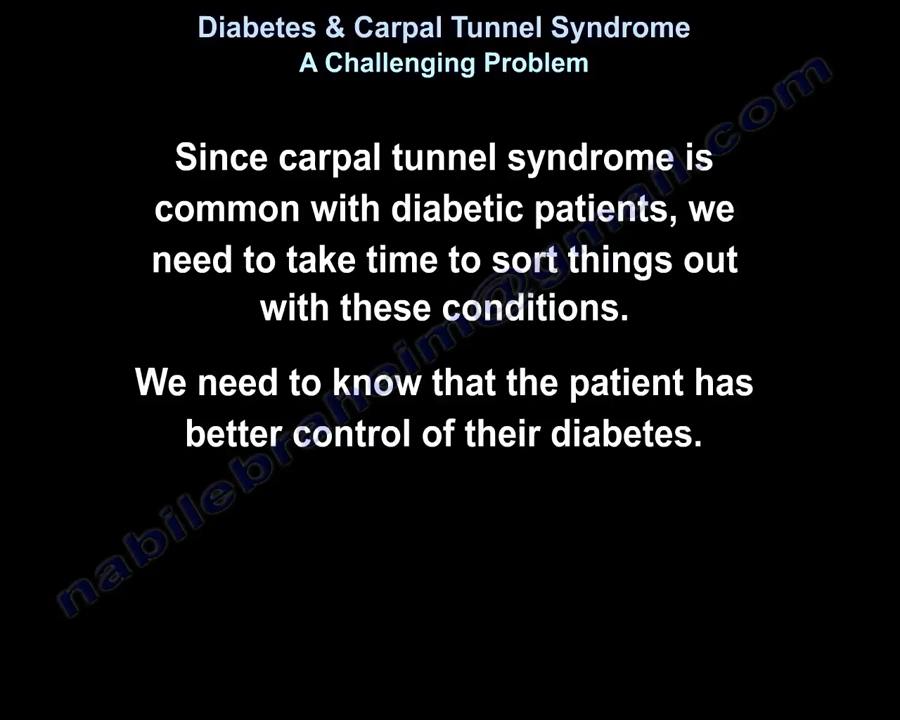 Diabetes & Carpal Tunnel Syndrome
A Challenging Problem
Since carpal tunnel syndrome is
common with diabetic patients, we
need to take time to sort things out
with these conditions.
We need to know that the patient has
better control of their diabetes.
nabilebraheim@gmail.com